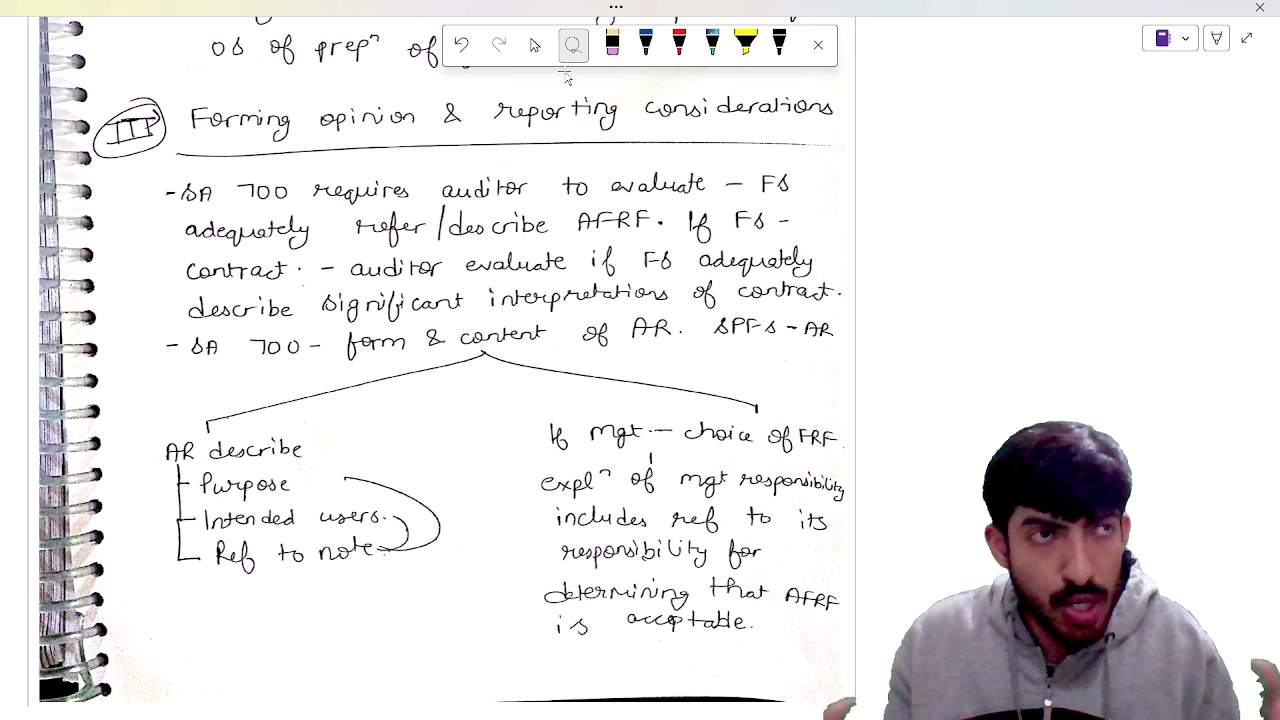 OS of prepⁿ of
III Forming opinion & reporting considerations
- SA 700 requires auditor to evaluate - FS
adequately refer/describe AFRF. If FS -
contract. - auditor evaluate if FS adequately
describe significant interpretations of contract.
- SA 700 - form & content of AR. SPFS - AR
AR describe
Purpose
Intended users.
Ref to note.
If mgt - choice of FRF.
explⁿ of mgt responsibility
includes ref to its
responsibility for
determining that AFRF
is acceptable.